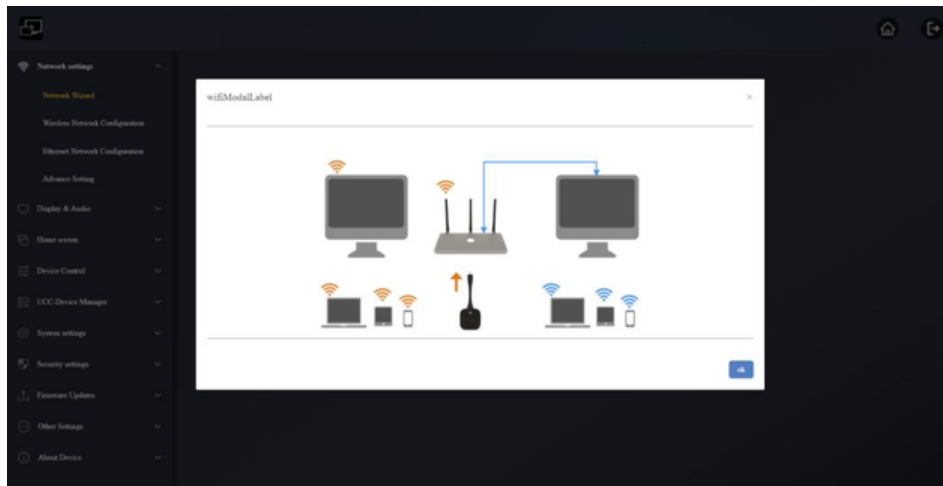 Network settings
Network Wizard
Wireless Network Configuration
Ethernet Network Configuration
Advance Setting
Display & Audio
Home screen
Device Control
UCC-Device Manager
System settings
Security settings
Firmware Updates
Other Settings
About Device
wifiModalLabel
×
ok